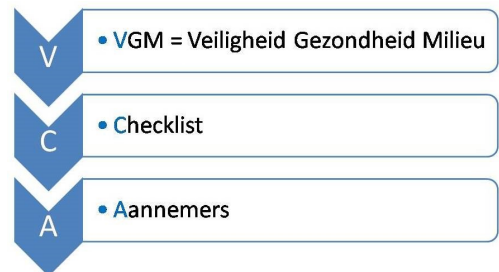 V
• VGM = Veiligheid Gezondheid Milieu
C
• Checklist
A
• Aannemers